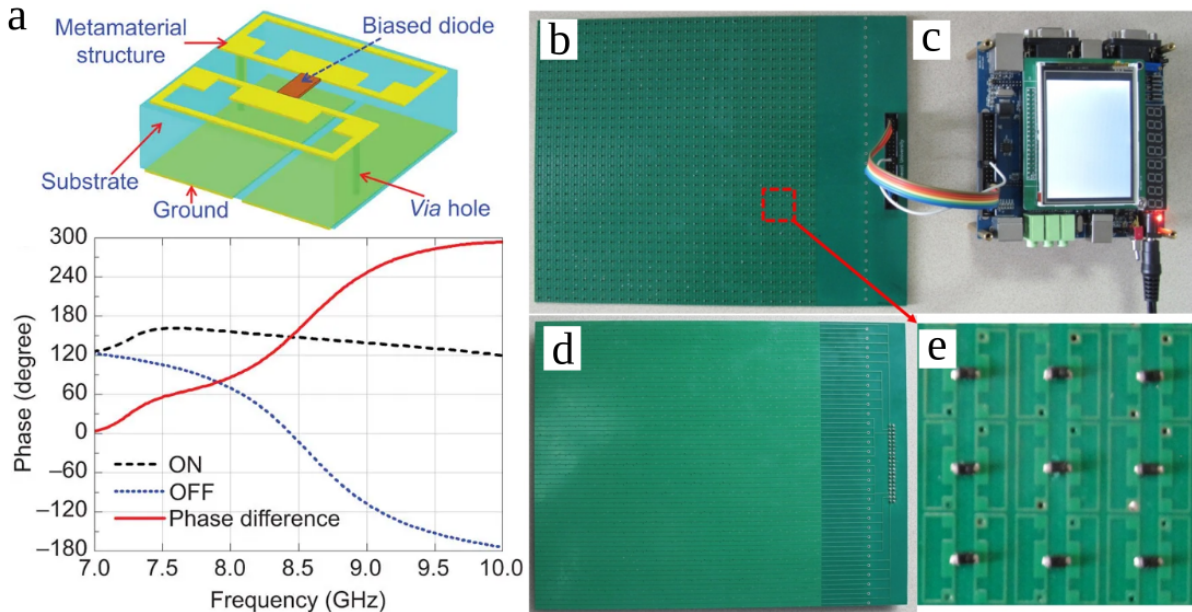 a
Metamaterial
structure
Biased diode
Substrate
Ground
Via hole
300
240
180
120
60
0
–60
–120
–180
Phase (degree)
ON
OFF
Phase difference
7.0 7.5 8.0 8.5 9.0 9.5 10.0
Frequency (GHz)
b
c
d
e